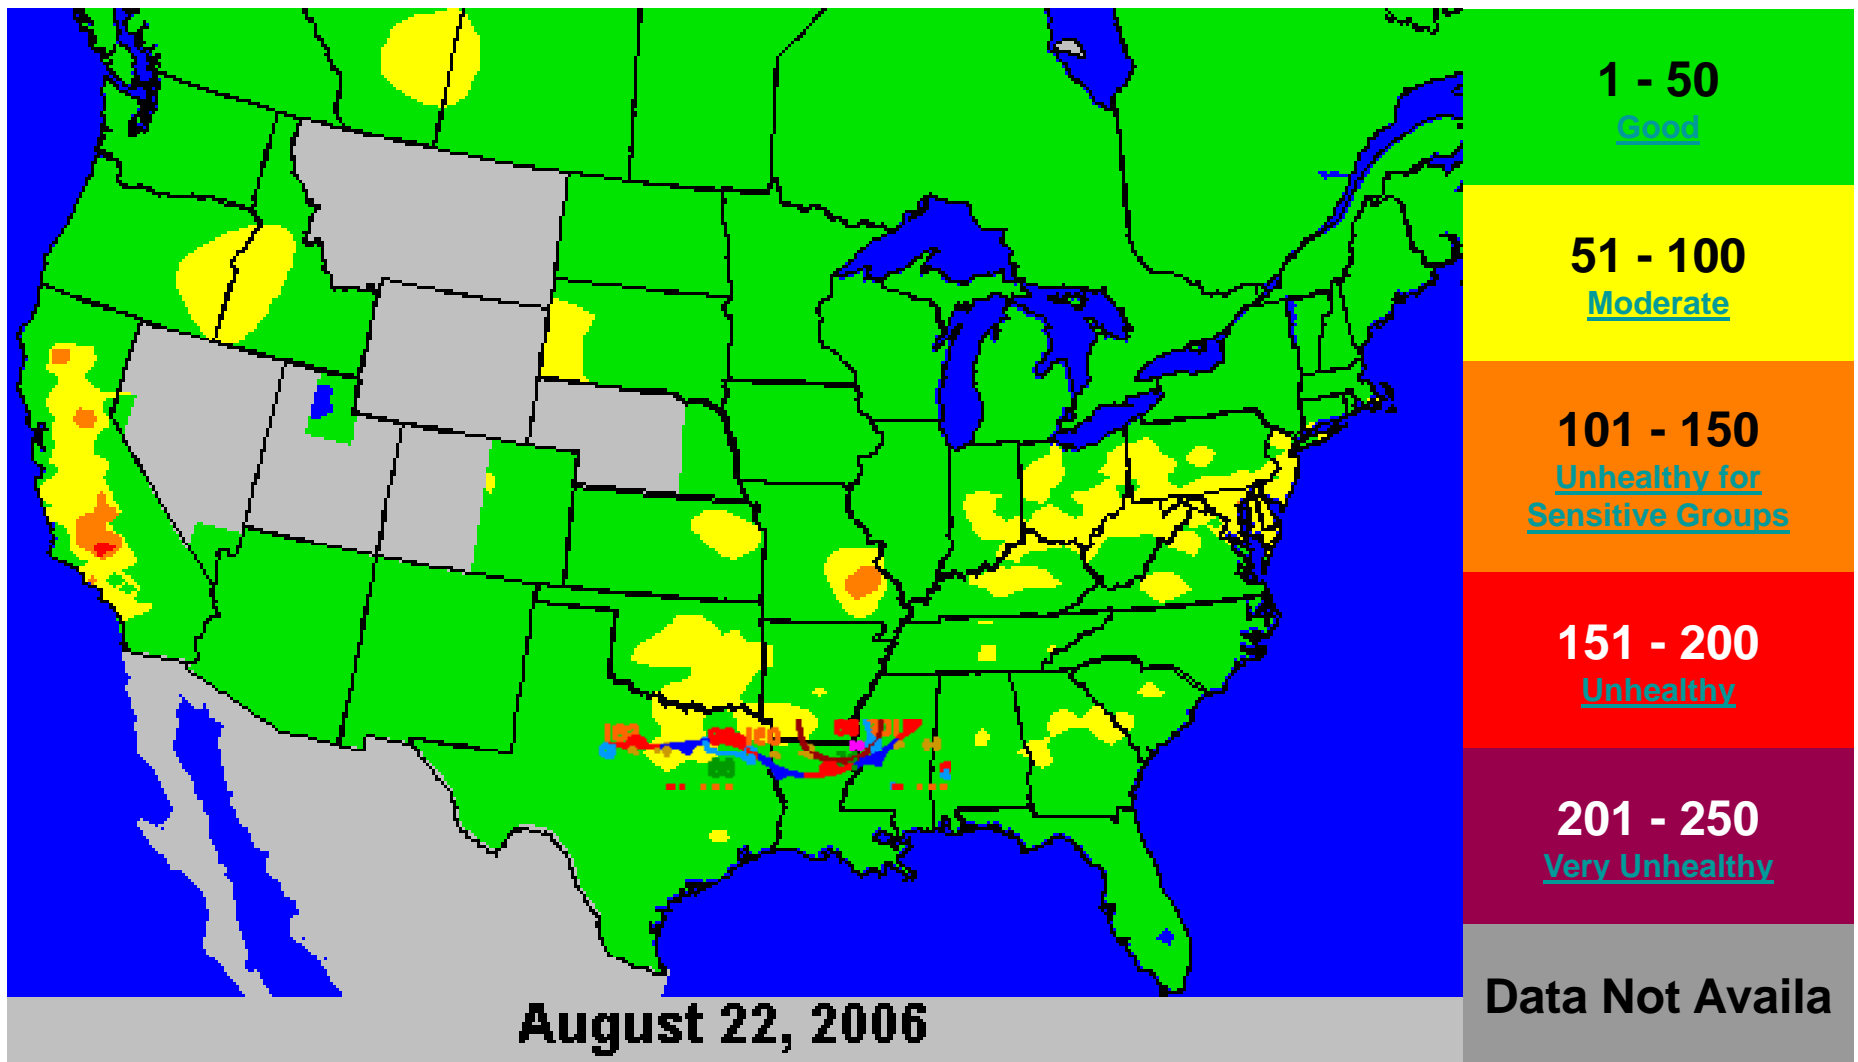 1 - 50
Good
51 - 100
Moderate
101 - 150
Unhealthy for
Sensitive Groups
151 - 200
Unhealthy
201 - 250
Very Unhealthy
Data Not Availa
August 22, 2006